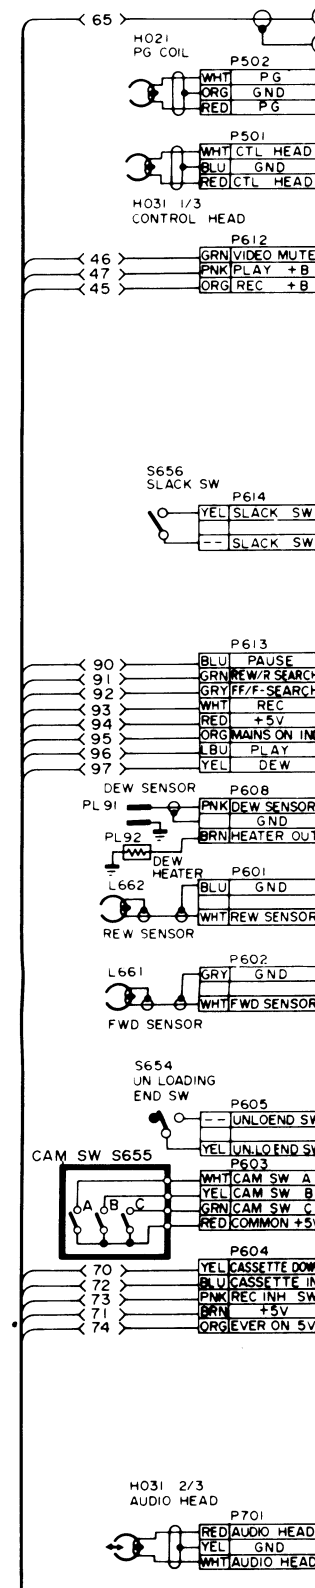 65
H021
PG COIL
P502
WHT PG
ORG GND
RED PG
P501
WHT CTL HEAD
BLU GND
RED CTL HEAD
H031 1/3
CONTROL HEAD
P612
46 GRN VIDEO MUTE
47 PNK PLAY +B
45 ORG REC +B
S656
SLACK SW
P614
YEL SLACK SW
-- SLACK SW
P613
90 BLU PAUSE
91 GRN REW/R SEARCH
92 GRY FF/F-SEARCH
93 WHT REC
94 RED +5V
95 ORG MAINS ON IN
96 LBU PLAY
97 YEL DEW
DEW SENSOR
P608
PL91 PNK DEW SENSOR
GND
PL92 BRN HEATER OUT
DEW
HEATER
P601
L662 BLU GND
WHT REW SENSOR
REW SENSOR
P602
L661 GRY GND
WHT FWD SENSOR
FWD SENSOR
S654
UN LOADING
END SW
P605
-- UNLOEND SW
YEL UN.LO END SW
CAM SW S655
P603
WHT CAM SW A
YEL CAM SW B
A B C GRN CAM SW C
RED COMMON +5V
P604
70 YEL CASSETTE DOW
72 BLU CASSETTE IN
73 PNK REC INH SW
71 BRN +5V
74 ORG EVER ON 5V
H031 2/3
AUDIO HEAD
P701
RED AUDIO HEAD
YEL GND
WHT AUDIO HEAD